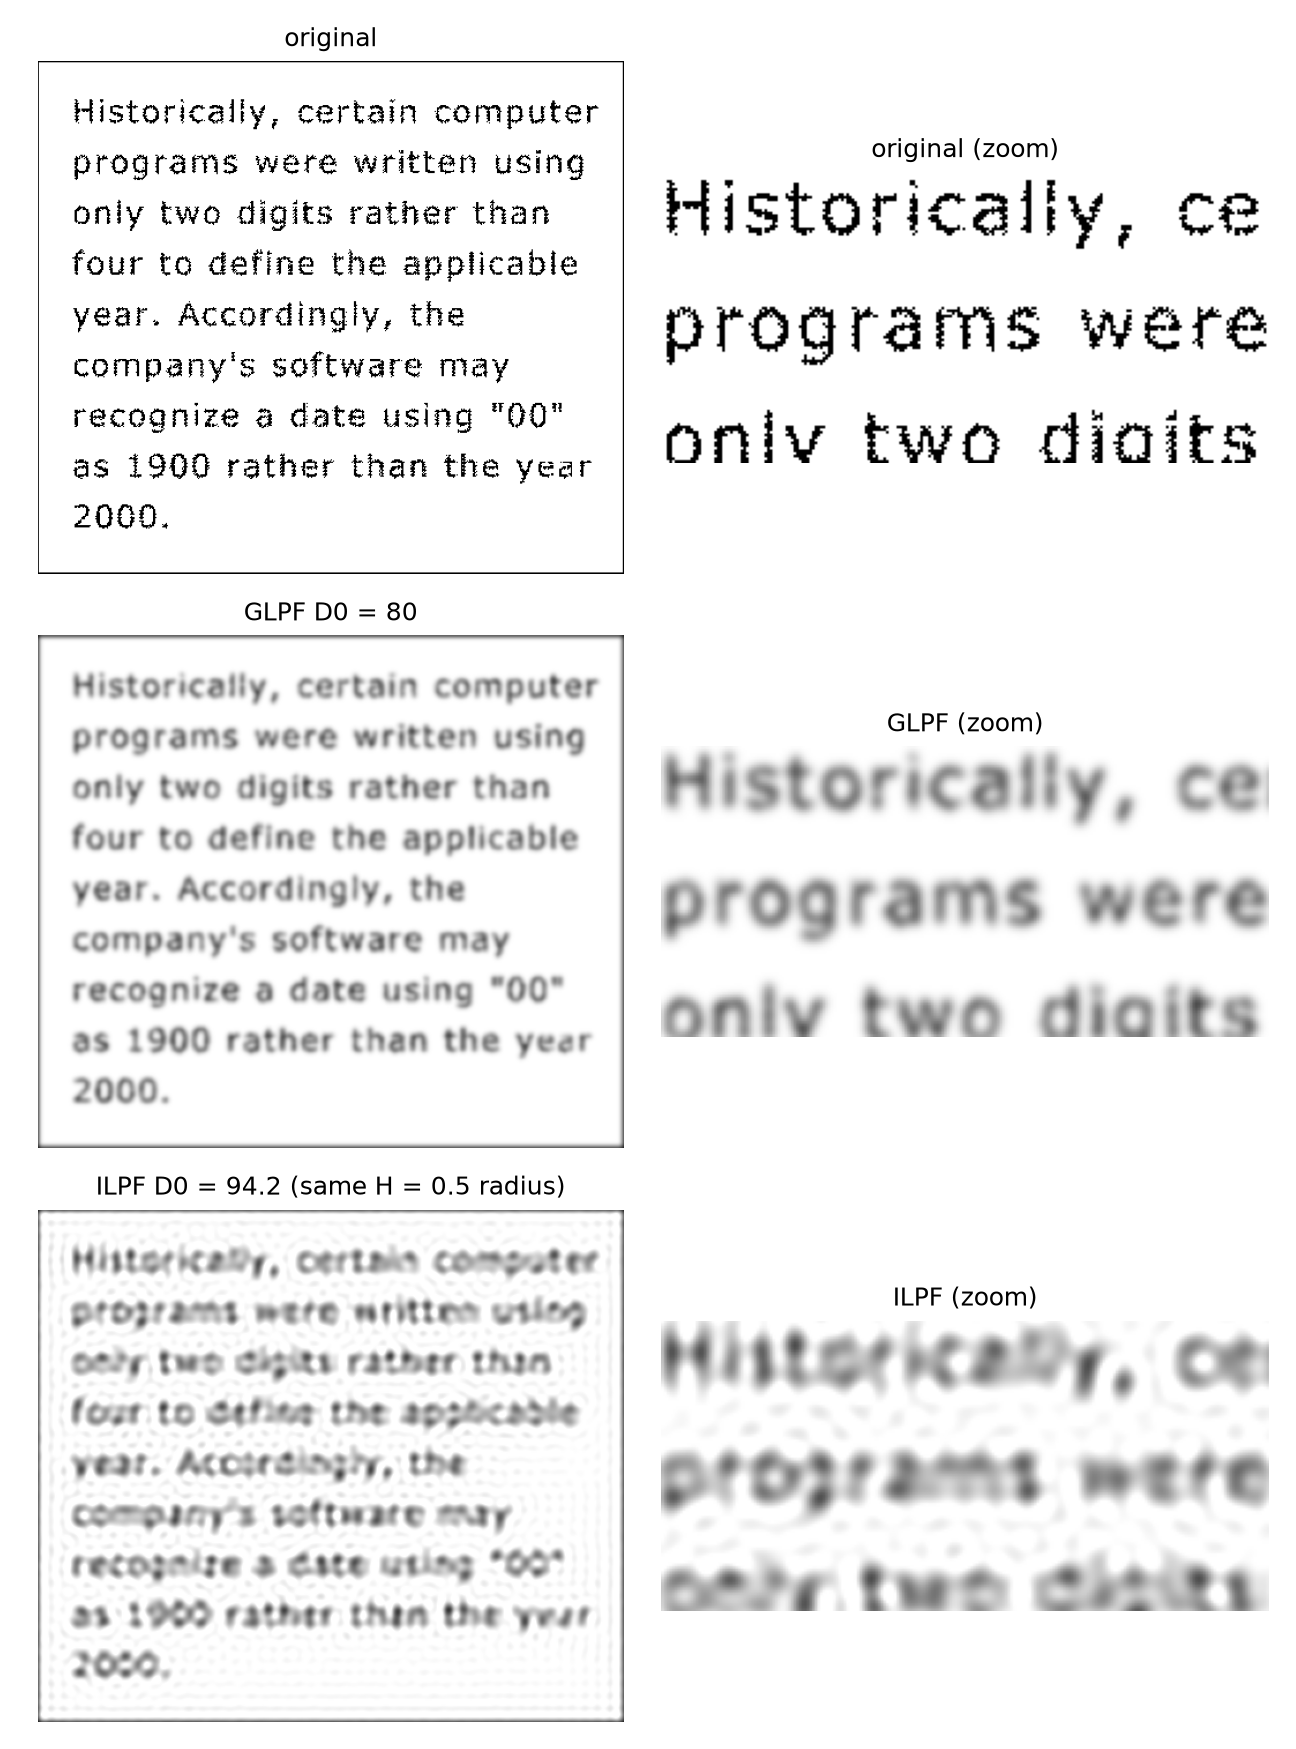 original
Historically, certain computer
programs were written using
only two digits rather than
four to define the applicable
year. Accordingly, the
company's software may
recognize a date using "00"
as 1900 rather than the year
2000.
original (zoom)
Historically, ce
programs were
only two digits
GLPF D0 = 80
Historically, certain computer
programs were written using
only two digits rather than
four to define the applicable
year. Accordingly, the
company's software may
recognize a date using "00"
as 1900 rather than the year
2000.
GLPF (zoom)
Historically, cer
programs were
only two digits
ILPF D0 = 94.2 (same H = 0.5 radius)
Historically, certain computer
programs were written using
only two digits rather than
four to define the applicable
year. Accordingly, the
company's software may
recognize a date using "00"
as 1900 rather than the year
2000.
ILPF (zoom)
Historically, cer
programs were
only two digits